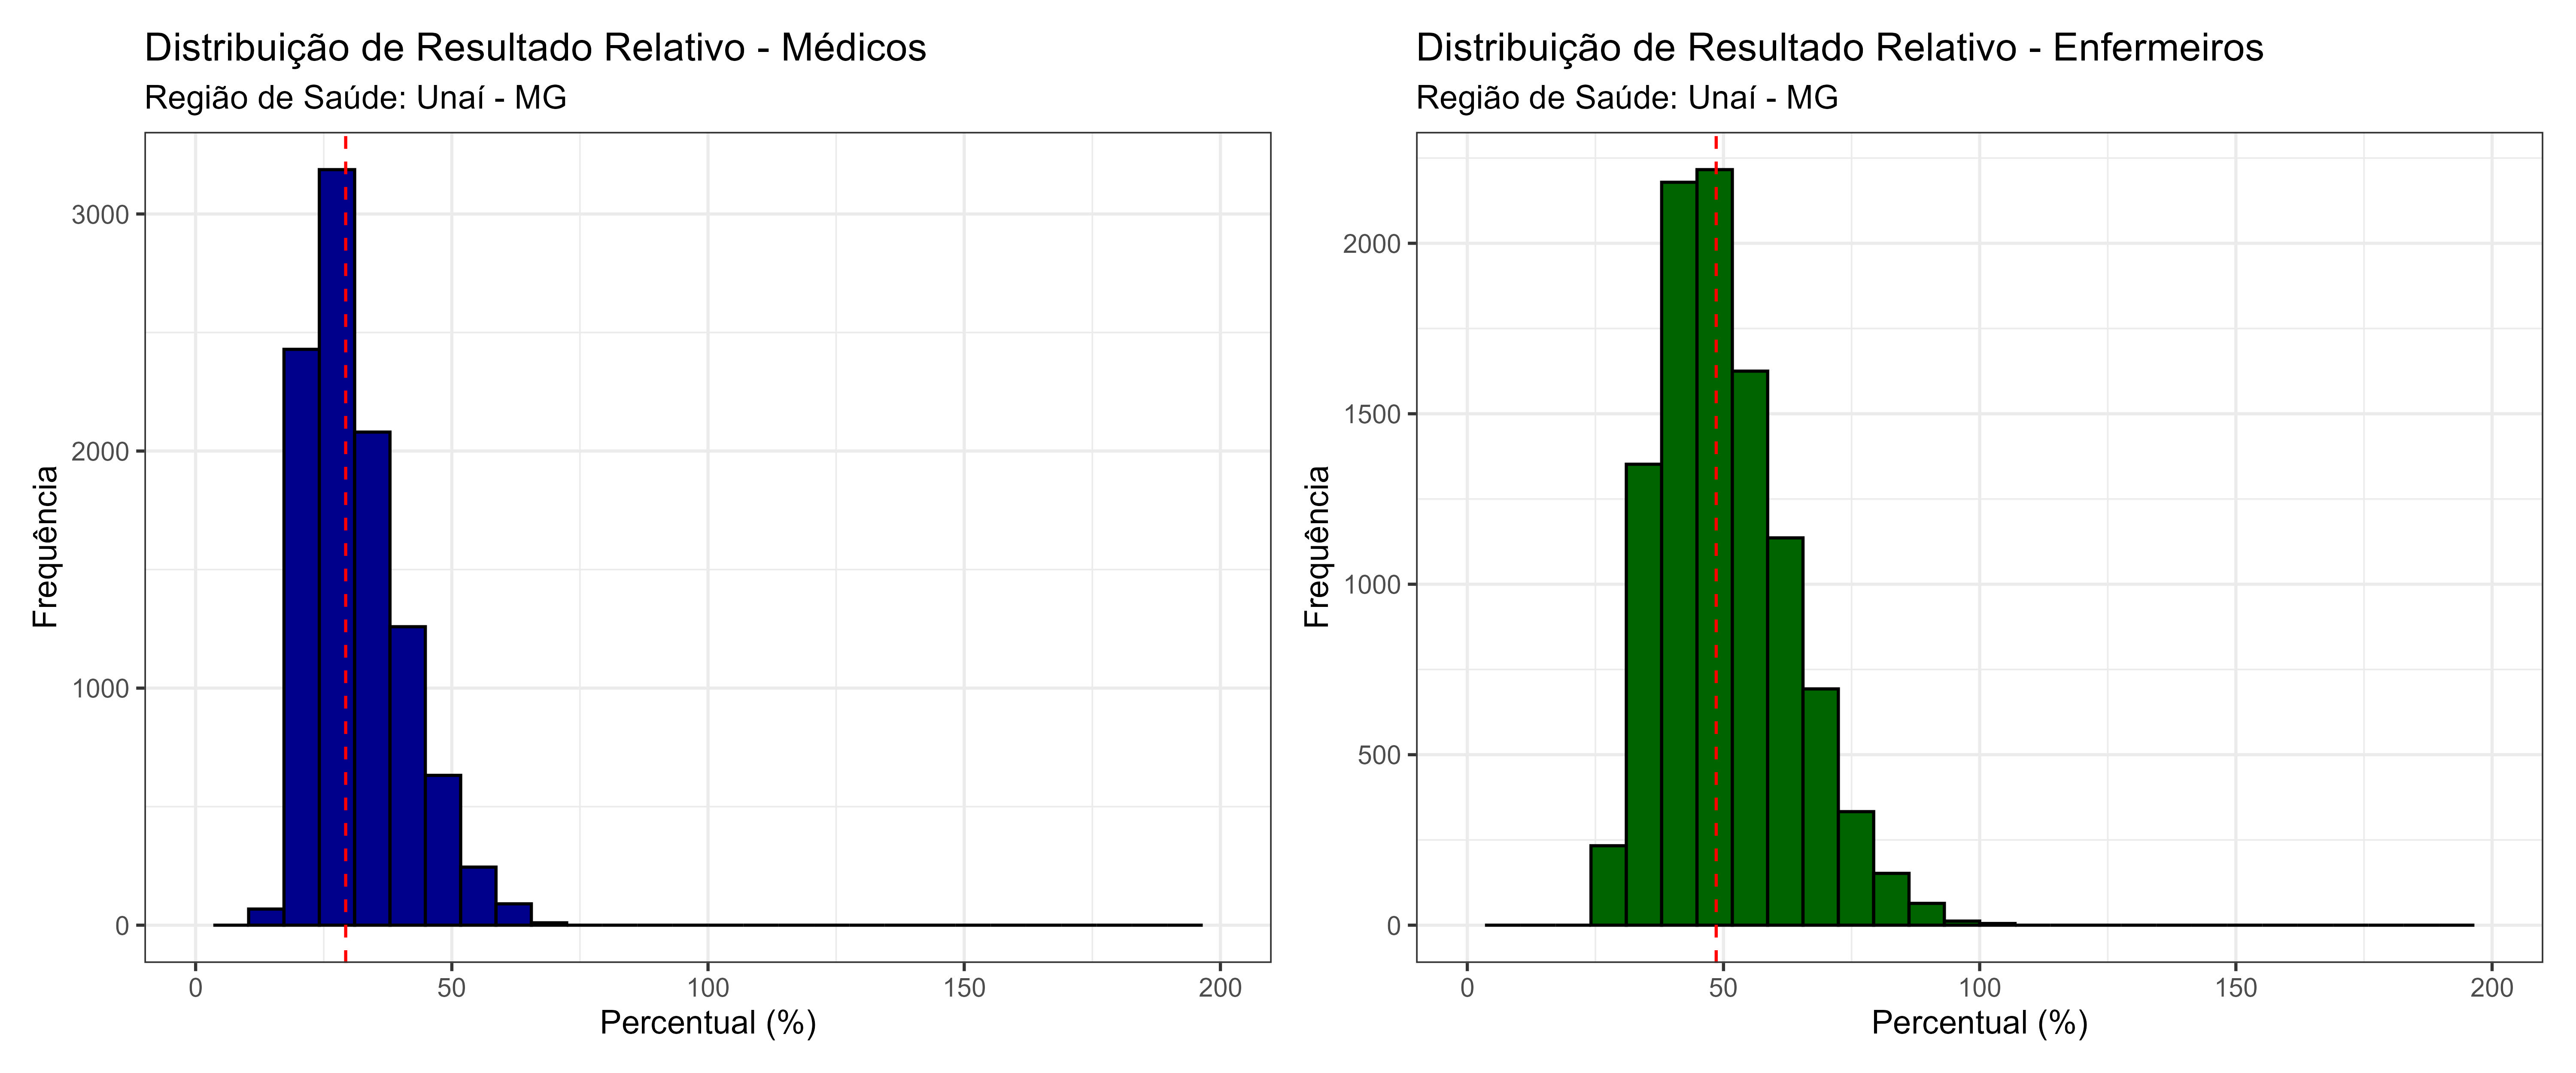 Distribuição de Resultado Relativo - Médicos
Região de Saúde: Unaí - MG
3000
2000
1000
0
Frequência
0 50 100 150 200
Percentual (%)
Distribuição de Resultado Relativo - Enfermeiros
Região de Saúde: Unaí - MG
2000
1500
1000
500
0
Frequência
0 50 100 150 200
Percentual (%)